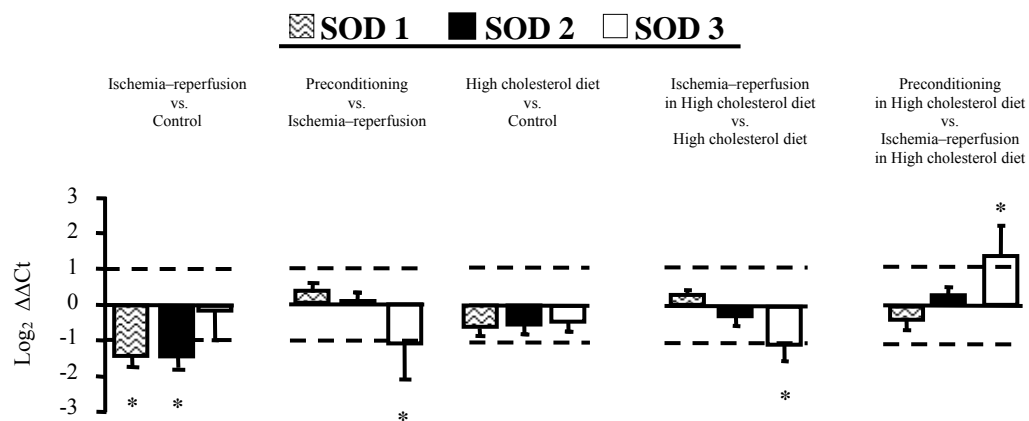 SOD 1 SOD 2 SOD 3
Ischemia–reperfusion
vs.
Control
Preconditioning
vs.
Ischemia–reperfusion
High cholesterol diet
vs.
Control
Ischemia–reperfusion
in High cholesterol diet
vs.
High cholesterol diet
Preconditioning
in High cholesterol diet
vs.
Ischemia–reperfusion
in High cholesterol diet
Log₂ ΔΔCt
3
2
1
0
-1
-2
-3
* *
*
*
*